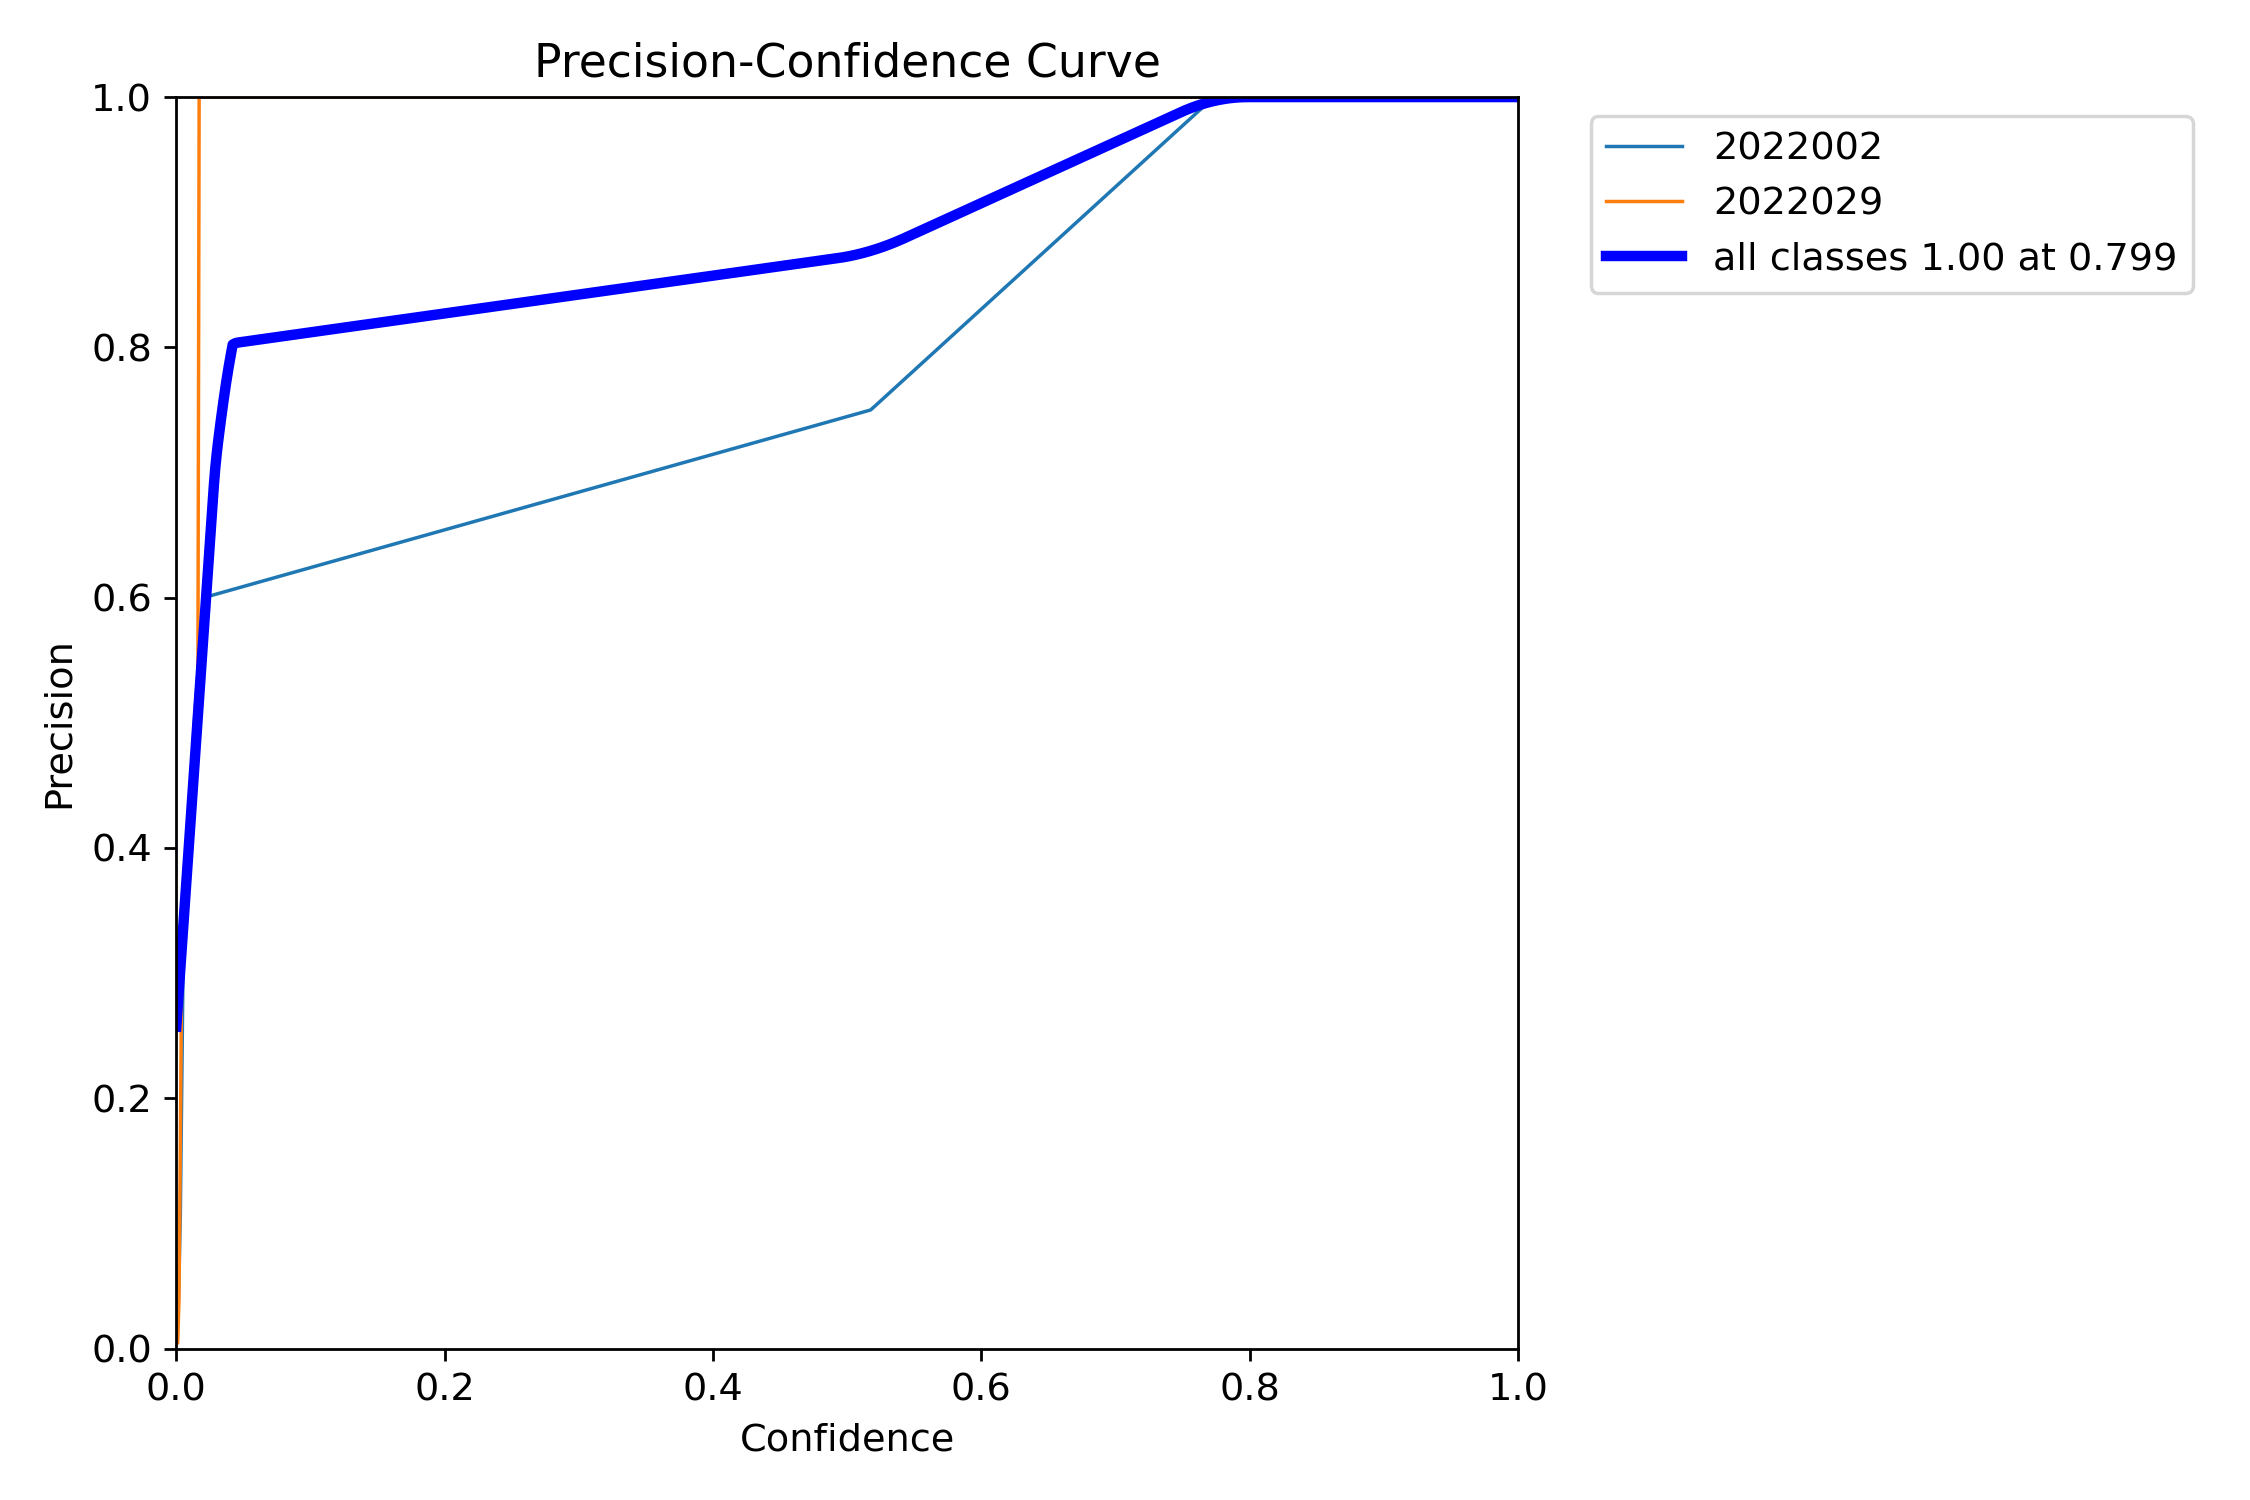 Precision-Confidence Curve
1.0
0.8
0.6
0.4
0.2
0.0
Precision
0.0 0.2 0.4 0.6 0.8 1.0
Confidence
2022002
2022029
all classes 1.00 at 0.799